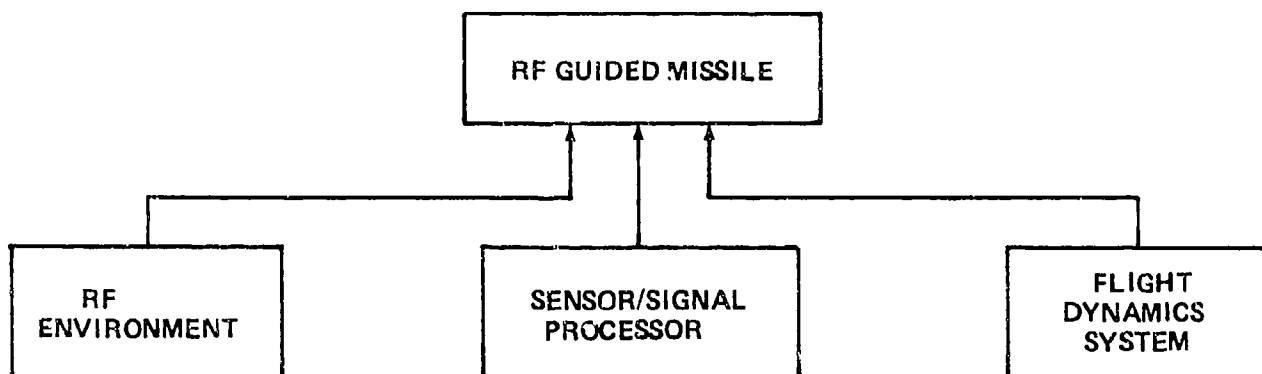 RF GUIDED MISSILE
RF
ENVIRONMENT
SENSOR/SIGNAL
PROCESSOR
FLIGHT
DYNAMICS
SYSTEM